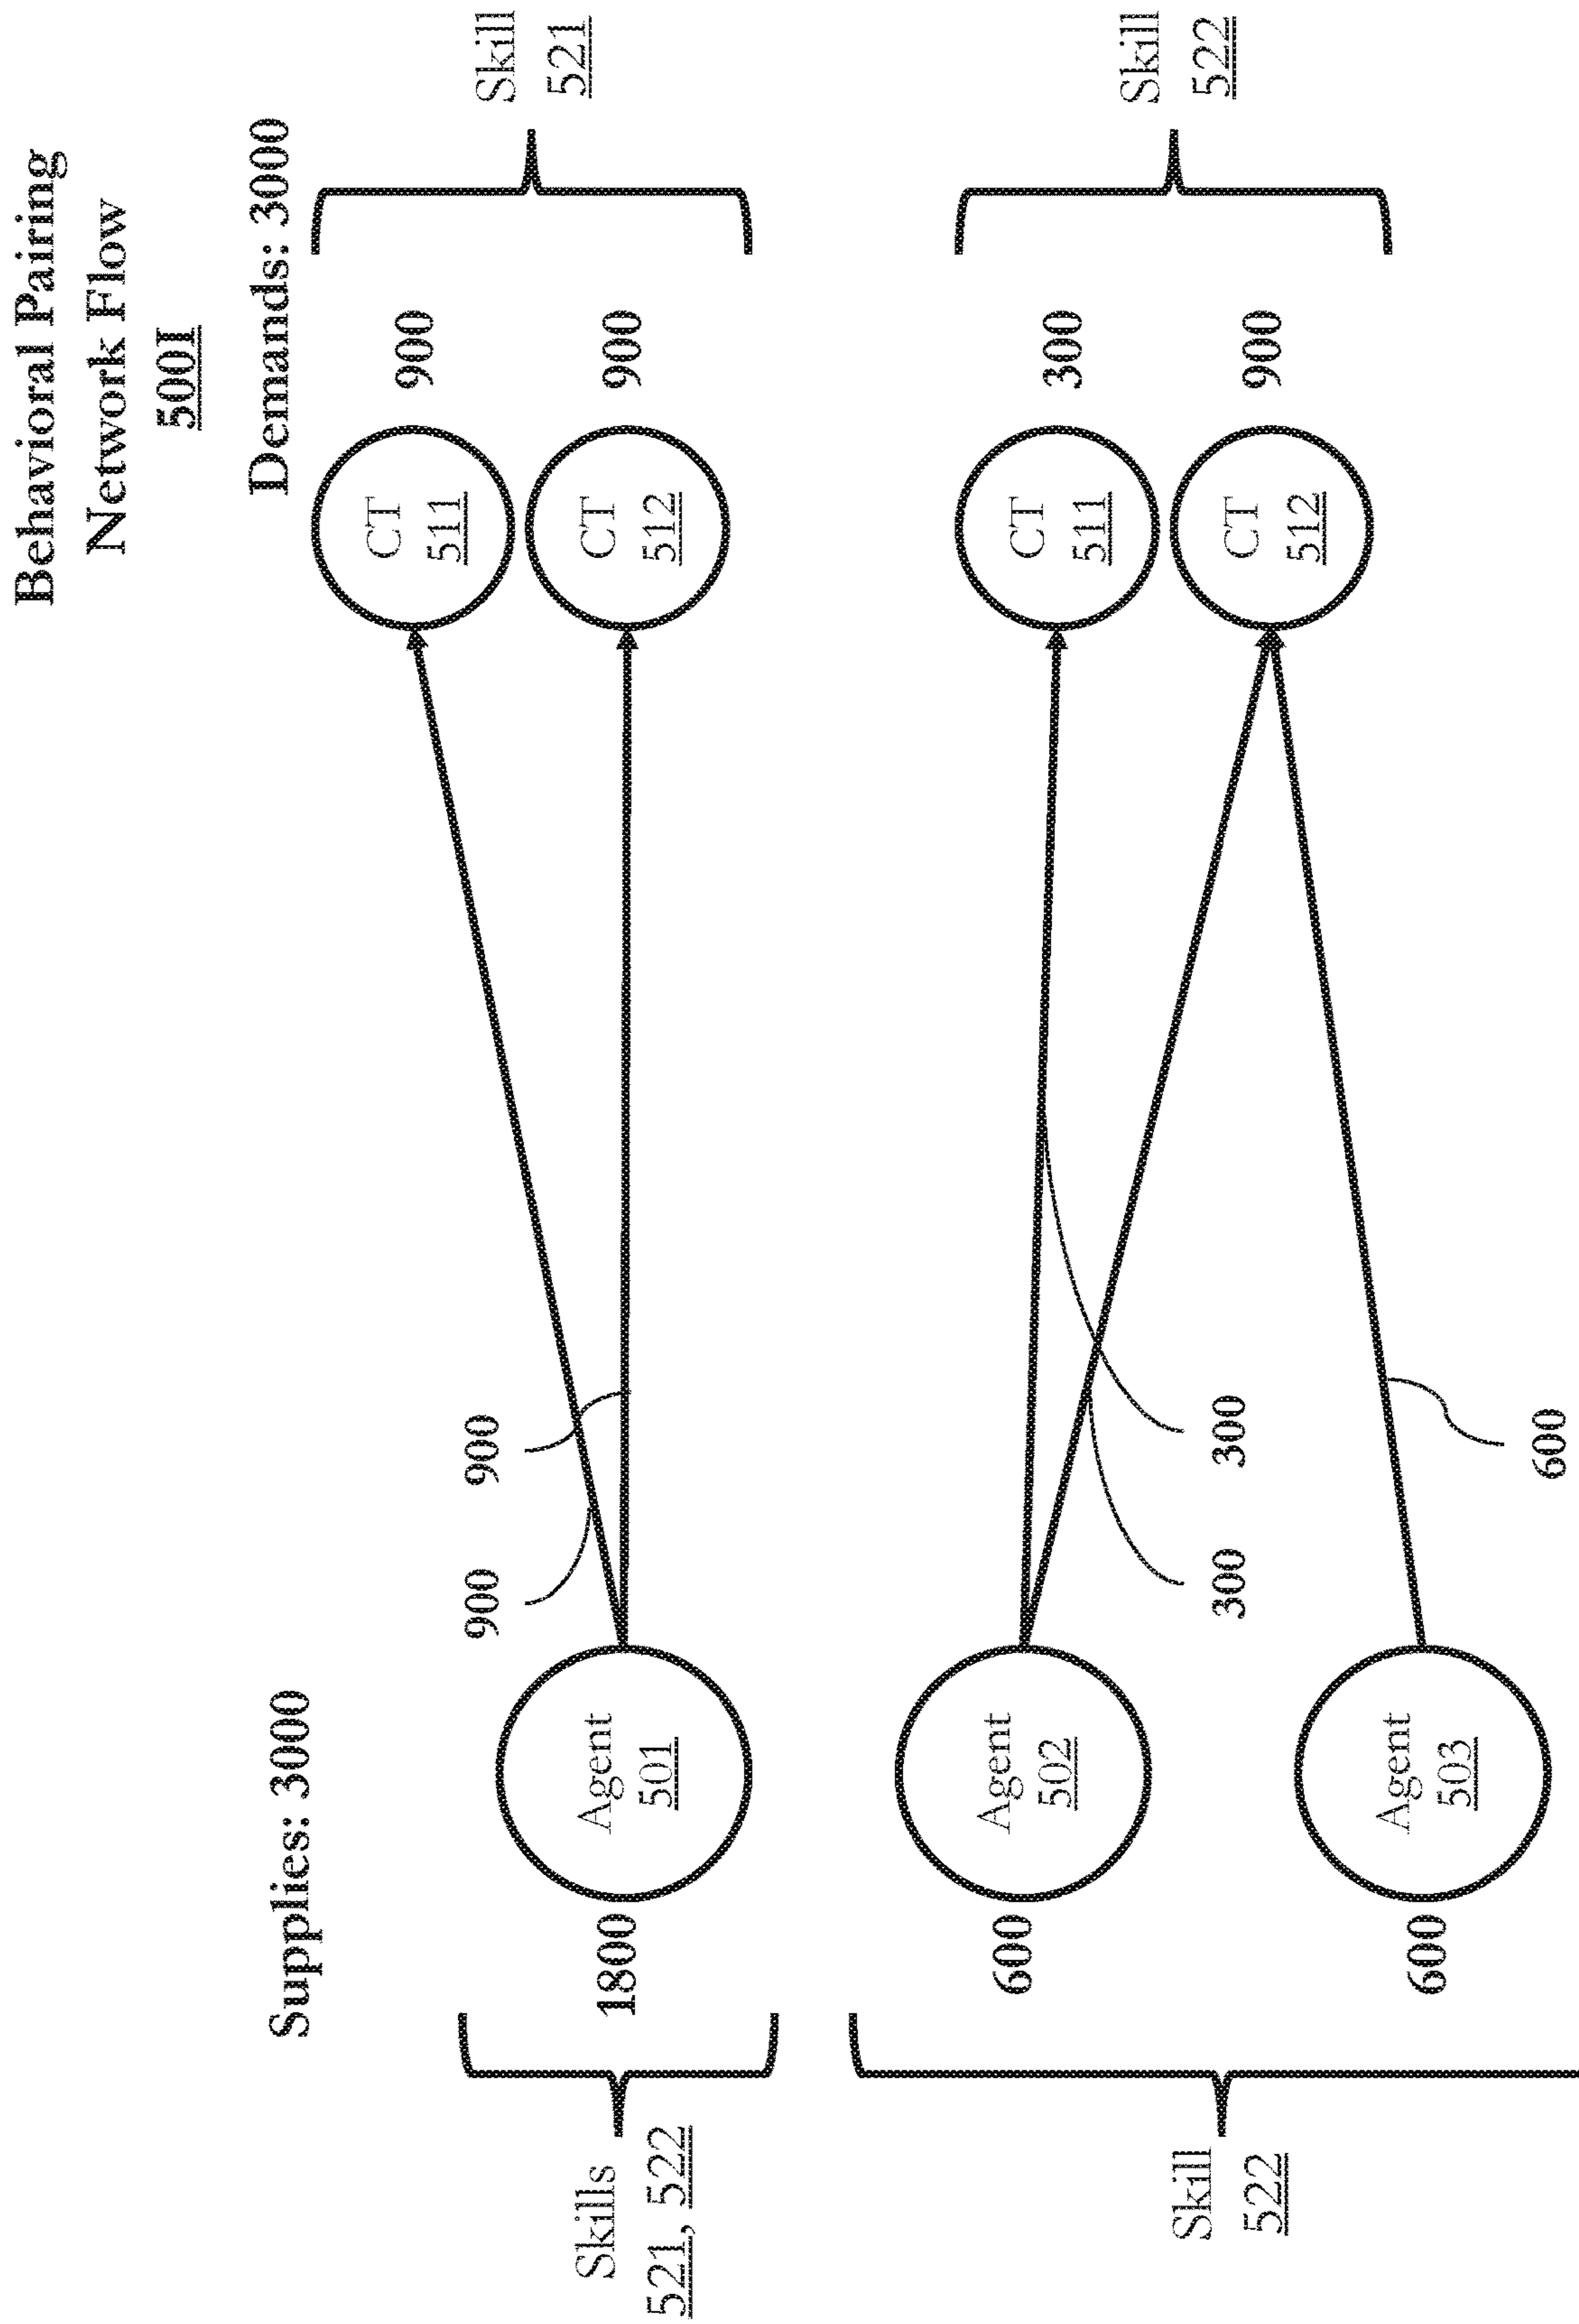 Behavioral Pairing
Network Flow
500I
Supplies: 3000
Demands: 3000
Skills
521, 522
1800
Agent
501
900
900
CT
511
900
CT
512
900
Skill
521
Skill
522
600
Agent
502
300
300
CT
511
300
CT
512
900
Skill
522
600
Agent
503
600